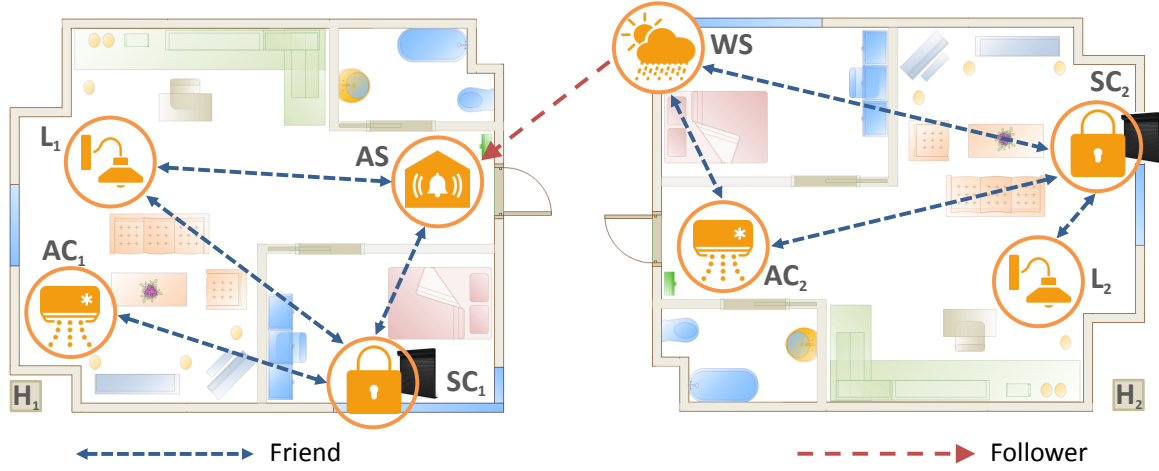 WS
SC₂
L₁
AS
AC₁
AC₂
L₂
SC₁
H₁
H₂
Friend
Follower